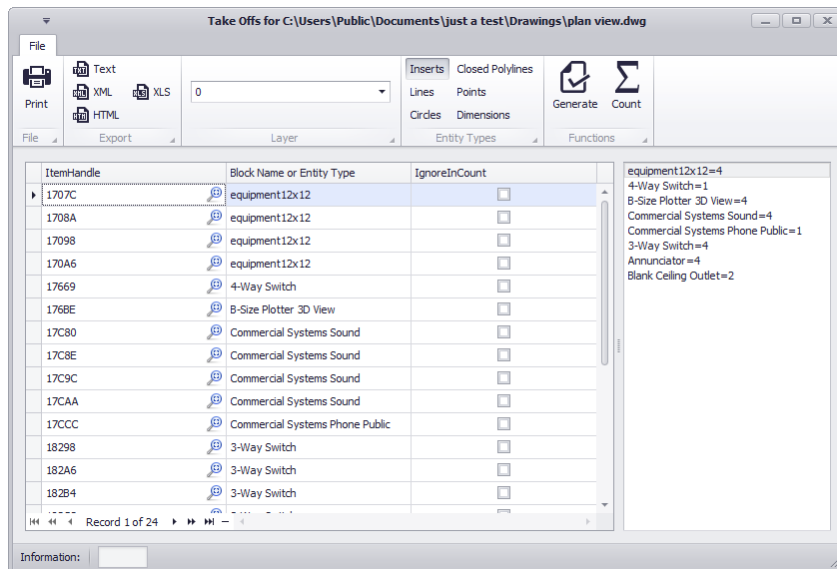 Take Offs for C:\Users\Public\Documents\just a test\Drawings\plan view.dwg
File
Print
Text
XML
XLS
HTML
0
Inserts Closed Polylines
Lines Points
Circles Dimensions
Generate Count
File Export Layer Entity Types Functions
ItemHandle Block Name or Entity Type IgnoreInCount
1707C equipment12x12
1708A equipment12x12
17098 equipment12x12
170A6 equipment12x12
17669 4-Way Switch
176BE B-Size Plotter 3D View
17C80 Commercial Systems Sound
17C8E Commercial Systems Sound
17C9C Commercial Systems Sound
17CAA Commercial Systems Sound
17CCC Commercial Systems Phone Public
18298 3-Way Switch
182A6 3-Way Switch
182B4 3-Way Switch
Record 1 of 24
equipment12x12=4
4-Way Switch=1
B-Size Plotter 3D View=4
Commercial Systems Sound=4
Commercial Systems Phone Public=1
3-Way Switch=4
Annunciator=4
Blank Ceiling Outlet=2
Information: